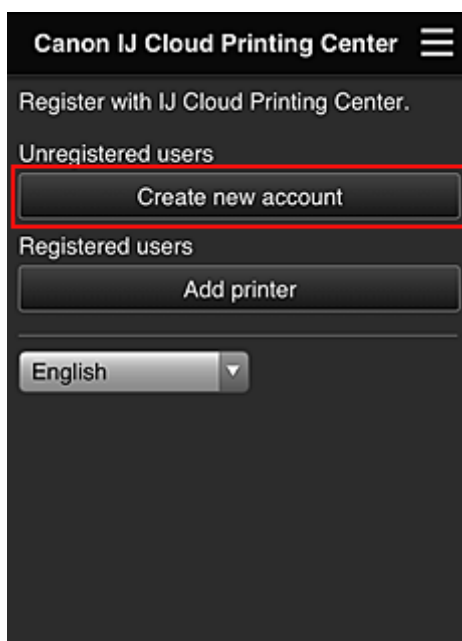 Canon IJ Cloud Printing Center
Register with IJ Cloud Printing Center.
Unregistered users
Create new account
Registered users
Add printer
English